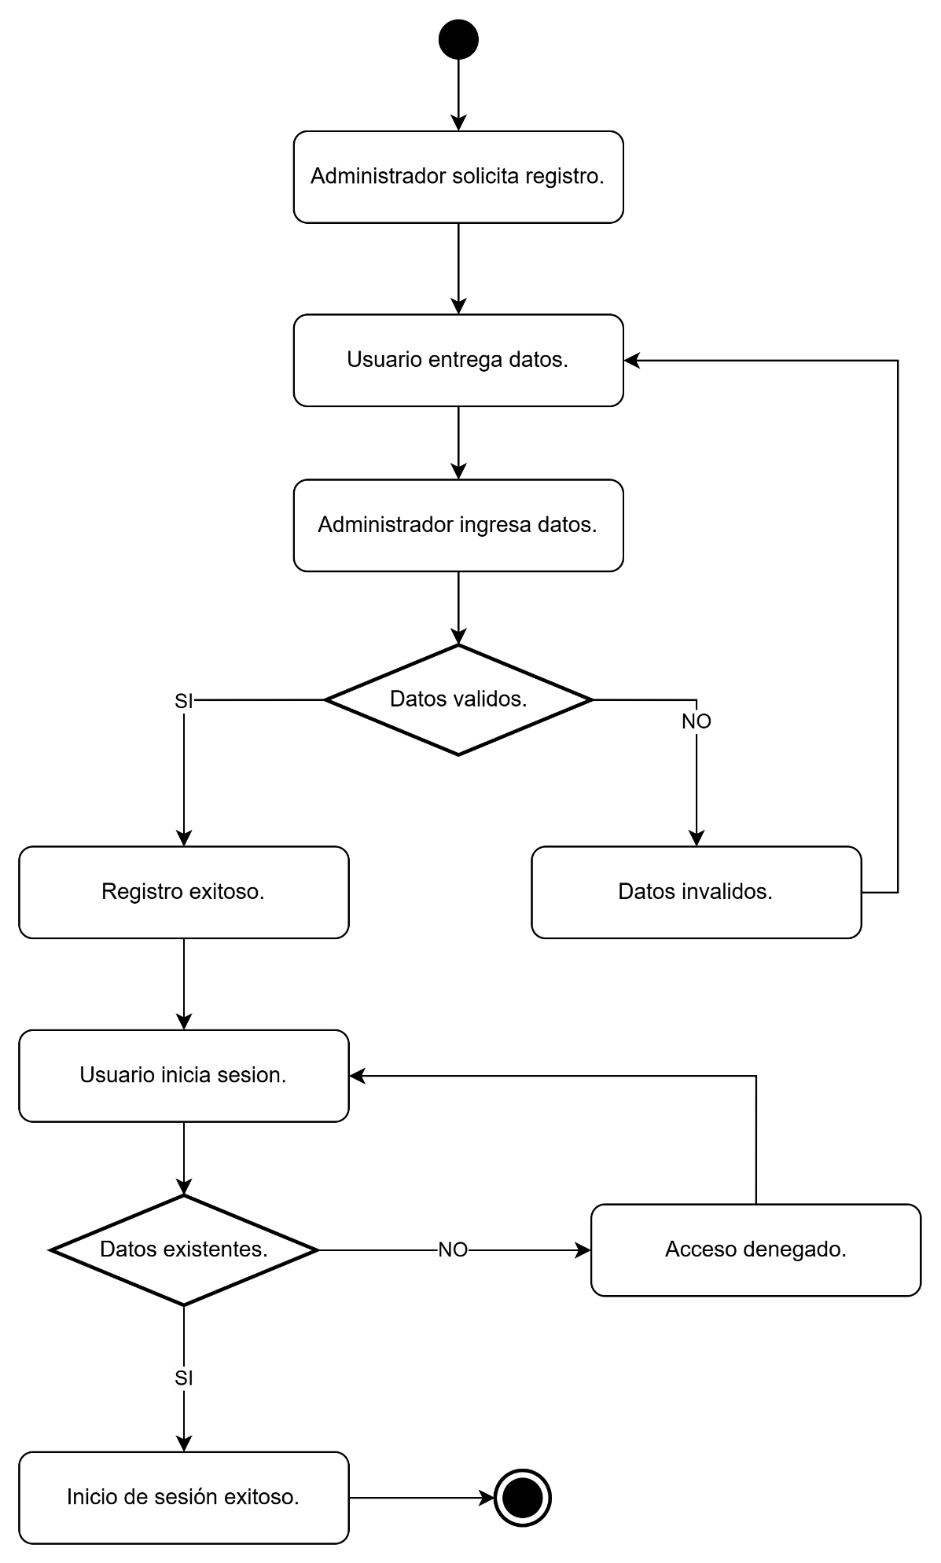 Administrador solicita registro.
Usuario entrega datos.
Administrador ingresa datos.
Datos validos.
SI
NO
Registro exitoso.
Datos invalidos.
Usuario inicia sesion.
Datos existentes.
NO
Acceso denegado.
SI
Inicio de sesión exitoso.